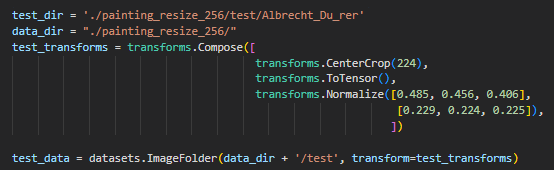 test_dir = './painting_resize_256/test/Albrecht_Du_rer'
data_dir = "./painting_resize_256/"
test_transforms = transforms.Compose([
transforms.CenterCrop(224),
transforms.ToTensor(),
transforms.Normalize([0.485, 0.456, 0.406],
[0.229, 0.224, 0.225]),
])
test_data = datasets.ImageFolder(data_dir + '/test', transform=test_transforms)